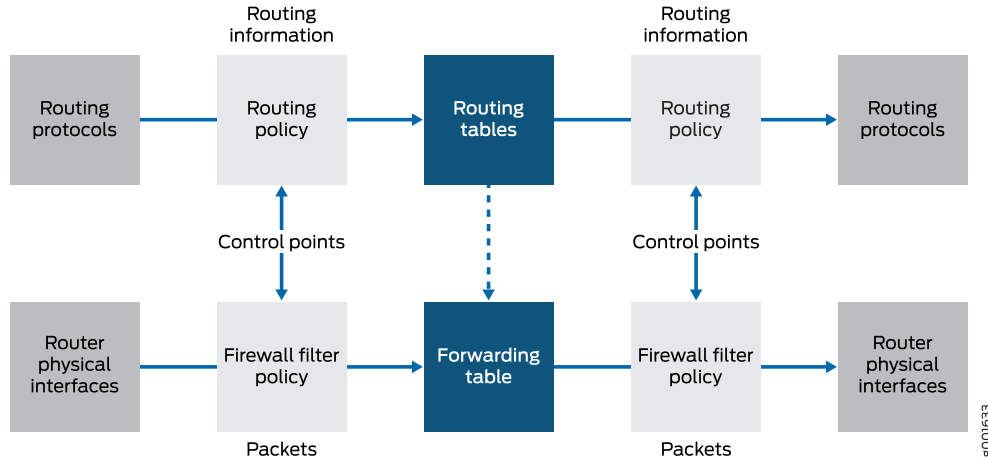 Routing
information
Routing
information
Routing
protocols
Routing
policy
Routing
tables
Routing
policy
Routing
protocols
Control points
Control points
Router
physical
interfaces
Firewall filter
policy
Forwarding
table
Firewall filter
policy
Router
physical
interfaces
Packets
Packets
g001633